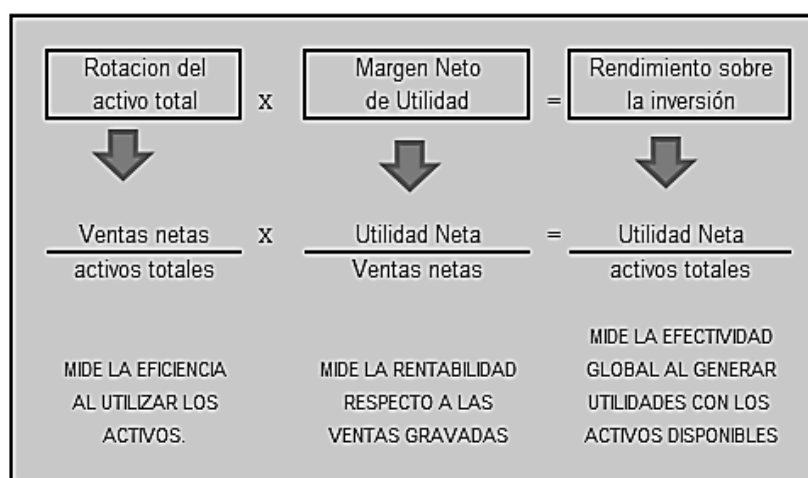 Rotacion del
activo total
X
Margen Neto
de Utilidad
=
Rendimiento sobre
la inversión
Ventas netas
activos totales
X
Utilidad Neta
Ventas netas
=
Utilidad Neta
activos totales
MIDE LA EFICIENCIA
AL UTILIZAR LOS
ACTIVOS.
MIDE LA RENTABILIDAD
RESPECTO A LAS
VENTAS GRAVADAS
MIDE LA EFECTIVIDAD
GLOBAL AL GENERAR
UTILIDADES CON LOS
ACTIVOS DISPONIBLES